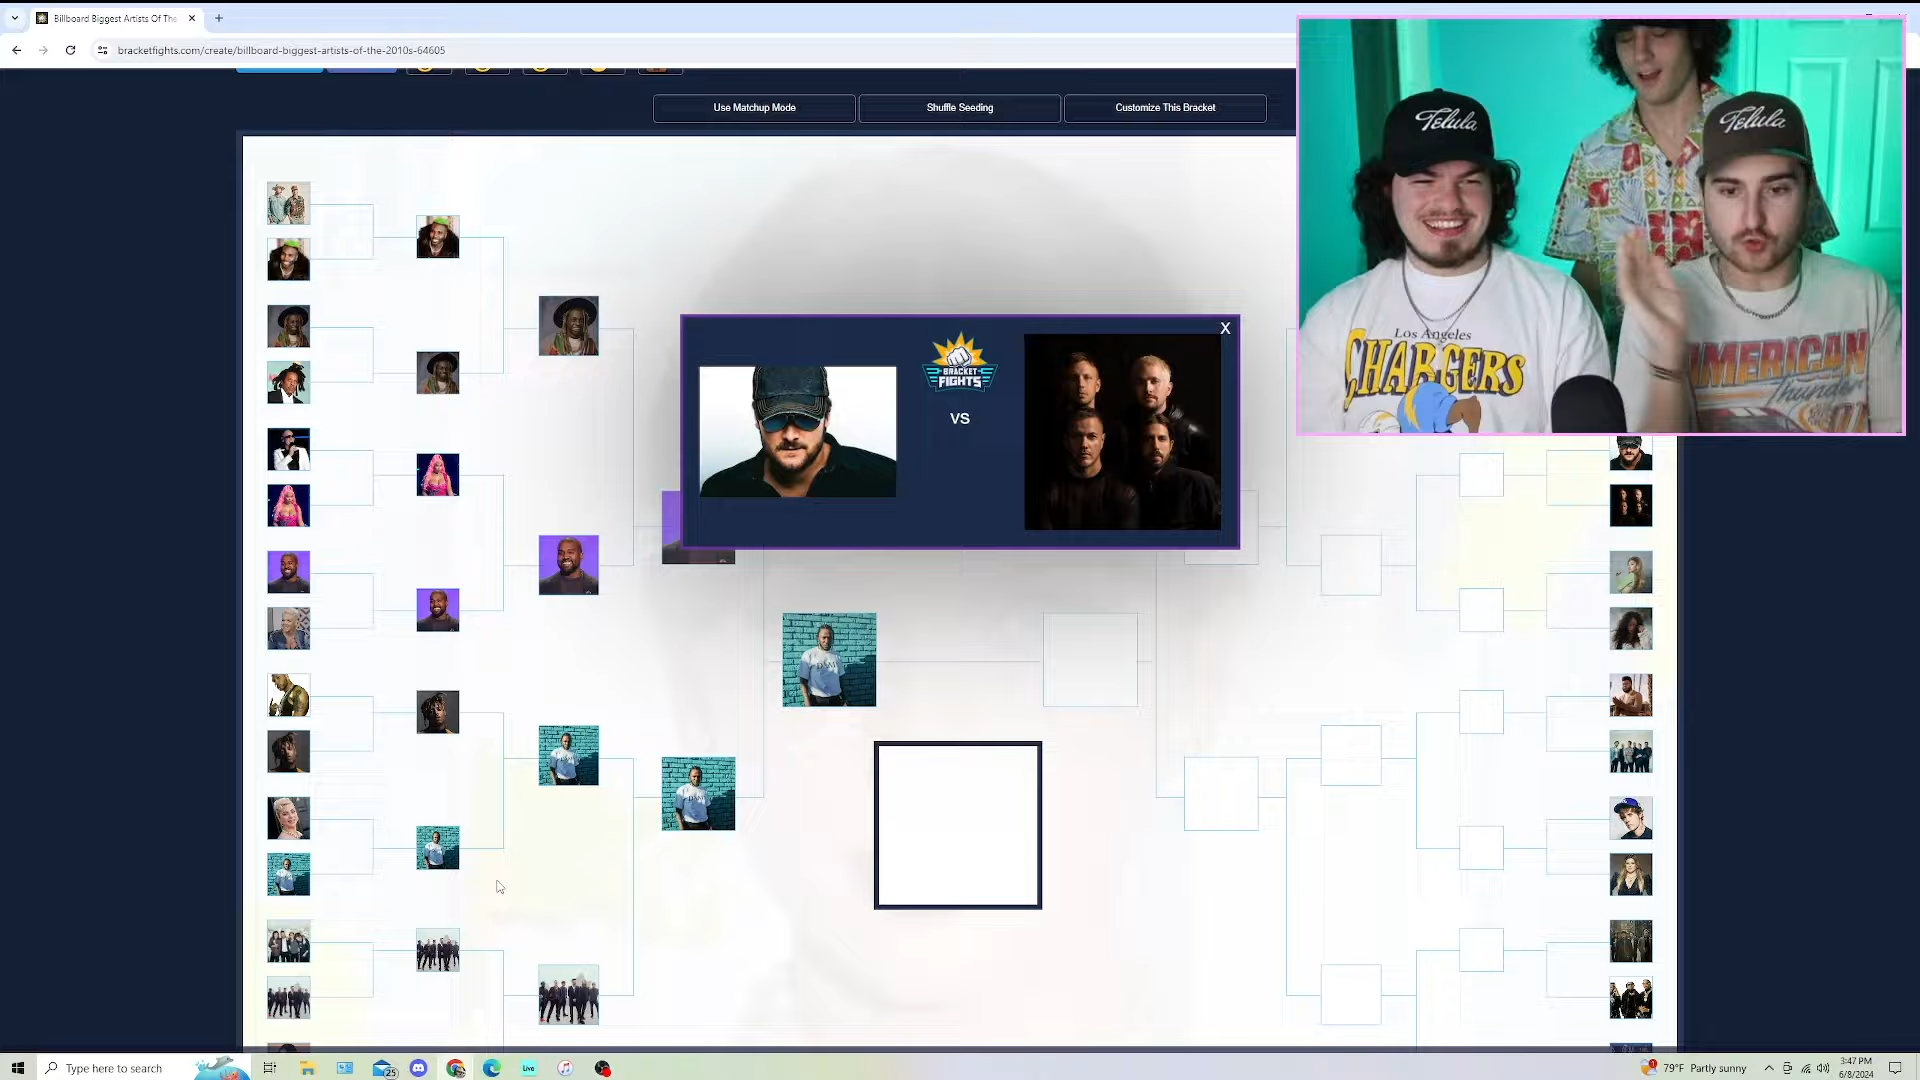 Billboard Biggest Artists Of The
bracketfights.com/create/billboard-biggest-artists-of-the-2010s-64605
Use Matchup Mode
Shuffle Seeding
Customize This Bracket
Telula
Telula
Los Angeles
CHARGERS
AMERICAN
Thunder
X
BRACKET
FIGHTS
VS
Type here to search
25
Live
79°F Partly sunny
3:47 PM
6/8/2024